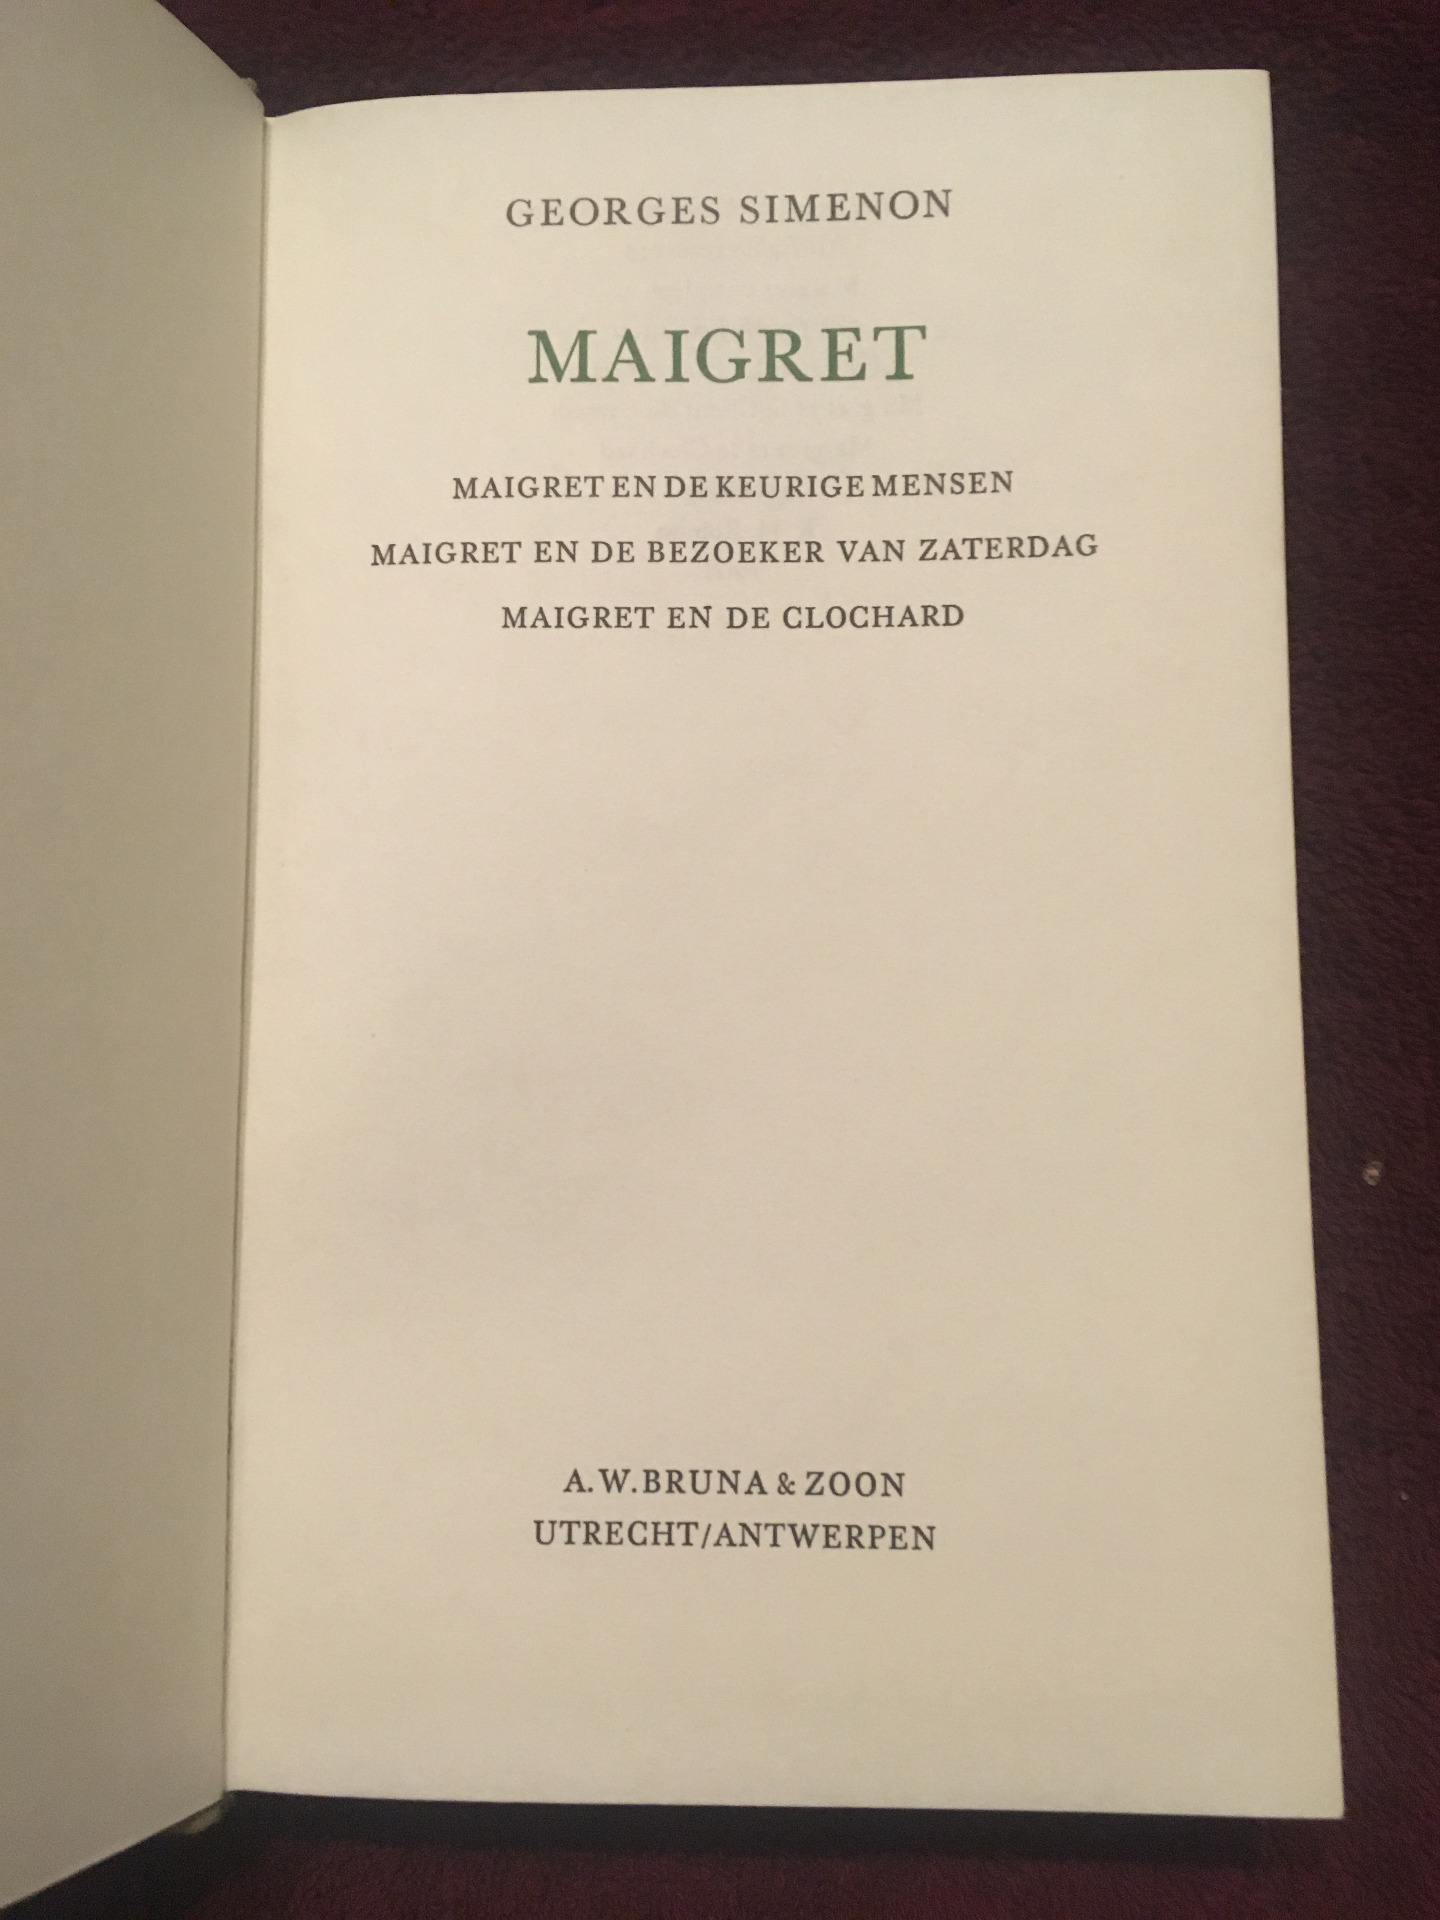 GEORGES SIMENON
MAIGRET
MAIGRET EN DE KEURIGE MENSEN
MAIGRET EN DE BEZOEKER VAN ZATERDAG
MAIGRET EN DE CLOCHARD
A. W. BRUNA & ZOON
UTRECHT/ANTWERPEN